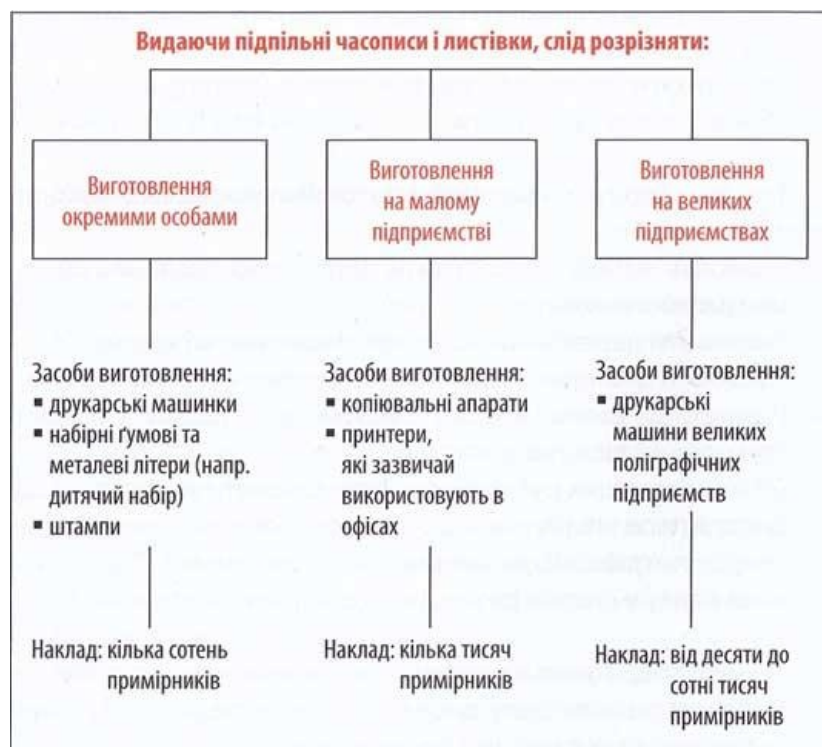 Видаючи підпільні часописи і листівки, слід розрізняти:
Виготовлення
окремими особами
Засоби виготовлення:
▪ друкарські машинки
▪ набірні ґумові та
металеві літери (напр.
дитячий набір)
▪ штампи
Наклад: кілька сотень
примірників
Виготовлення
на малому
підприємстві
Засоби виготовлення:
▪ копіювальні апарати
▪ принтери,
які зазвичай
використовують в
офісах
Наклад: кілька тисяч
примірників
Виготовлення
на великих
підприємствах
Засоби виготовлення:
▪ друкарські
машини великих
поліграфічних
підприємств
Наклад: від десяти до
сотні тисяч
примірників